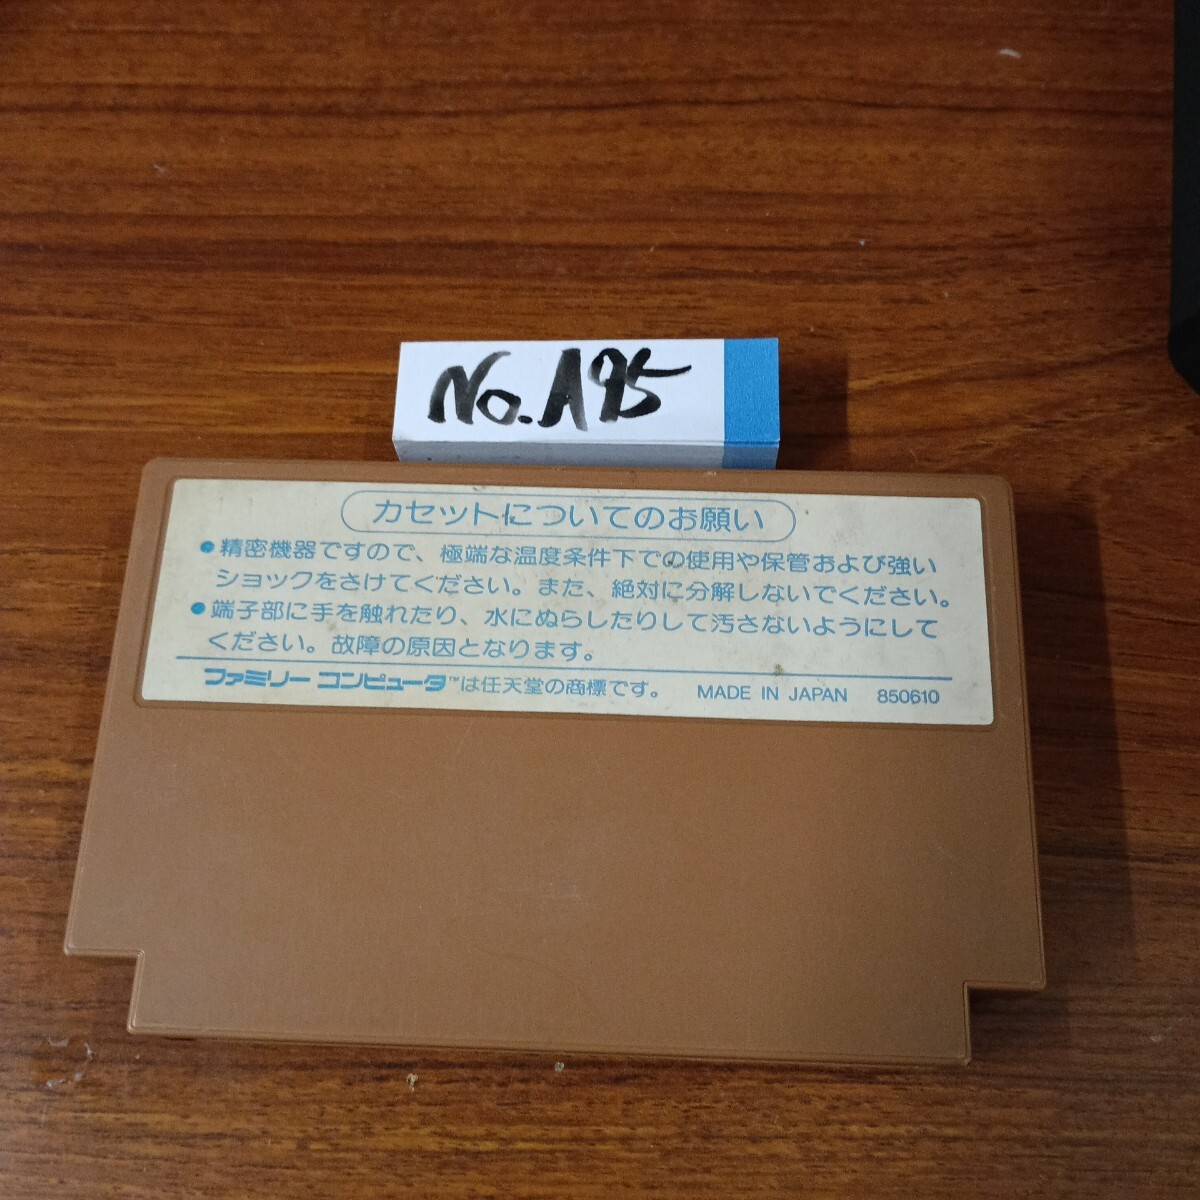 No.A95
カセットについてのお願い
●精密機器ですので、極端な温度条件下での使用や保管および強い
ショックをさけてください。また、絶対に分解しないでください。
●端子部に手を触れたり、水にぬらしたりして汚さないようにして
ください。故障の原因となります。
ファミリー コンピュータ™は任天堂の商標です。 MADE IN JAPAN 850610